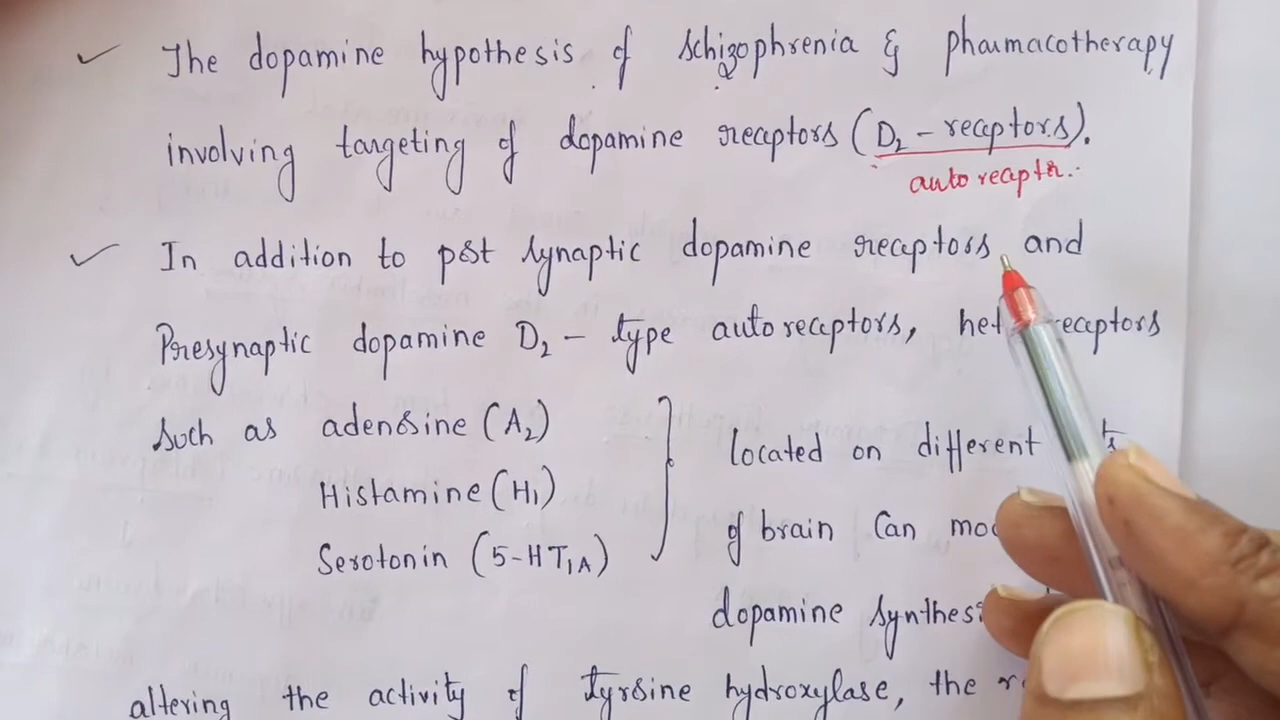 The dopamine hypothesis of schizophrenia & pharmacotherapy
involving targeting of dopamine receptors (D2 - receptors).
auto receptr..
In addition to post synaptic dopamine receptors and
Presynaptic dopamine D2 - type autoreceptors,
such as adenosine (A2)
Histamine (H1)
Serotonin (5-HT1A)
located on different
of brain Can
dopamine
altering the activity of tyrosine hydroxylase, the